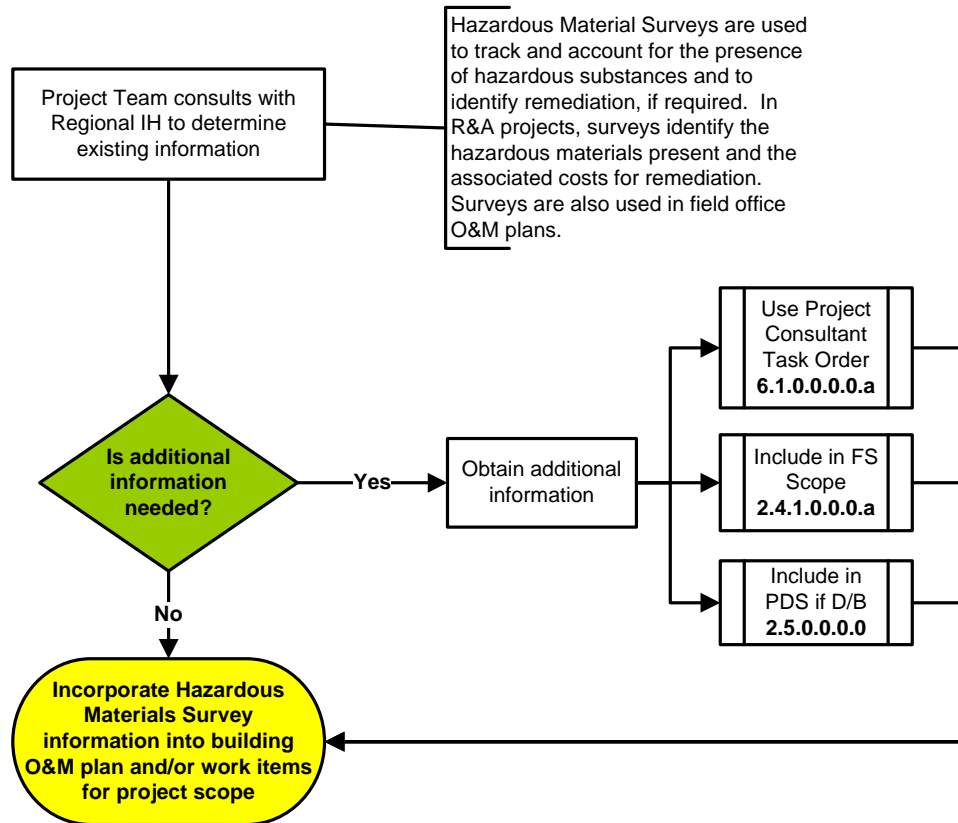 Hazardous Material Surveys are used
to track and account for the presence
of hazardous substances and to
identify remediation, if required.  In
R&A projects, surveys identify the
hazardous materials present and the
associated costs for remediation.
Surveys are also used in field office
O&M plans.
Project Team consults with
Regional IH to determine
existing information
Is additional
information
needed?
Yes
No
Obtain additional
information
Use Project
Consultant
Task Order
6.1.0.0.0.0.a
Include in FS
Scope
2.4.1.0.0.0.a
Include in
PDS if D/B
2.5.0.0.0.0
Incorporate Hazardous
Materials Survey
information into building
O&M plan and/or work items
for project scope